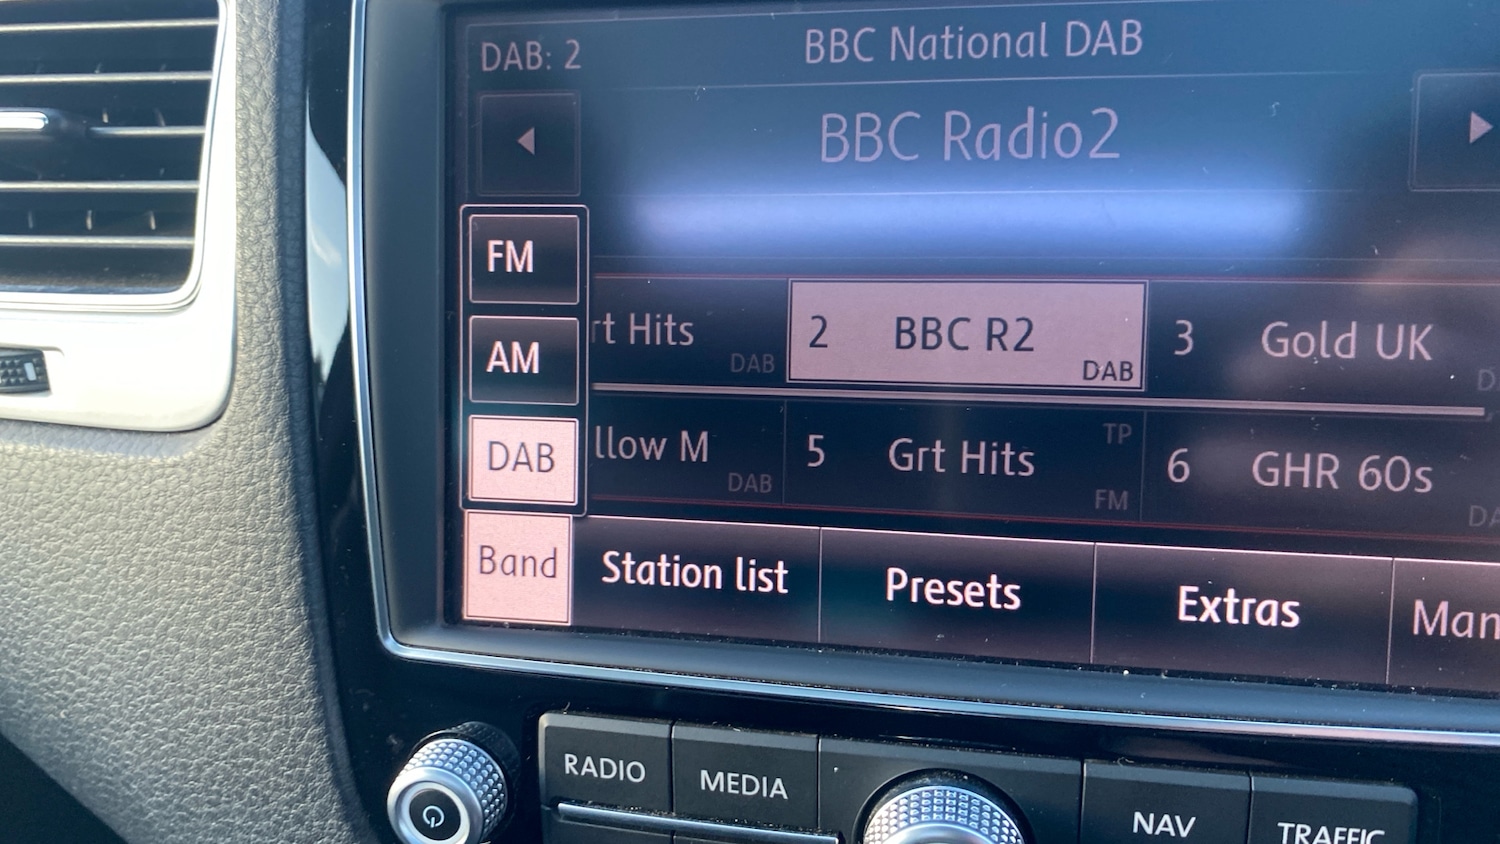 DAB: 2
BBC National DAB
BBC Radio2
FM
rt Hits
DAB
2
BBC R2
DAB
3
Gold UK
AM
DAB
llow M
DAB
5
Grt Hits
TP
FM
6
GHR 60s
Band
Station list
Presets
Extras
Man
RADIO
MEDIA
NAV
TRAFFIC